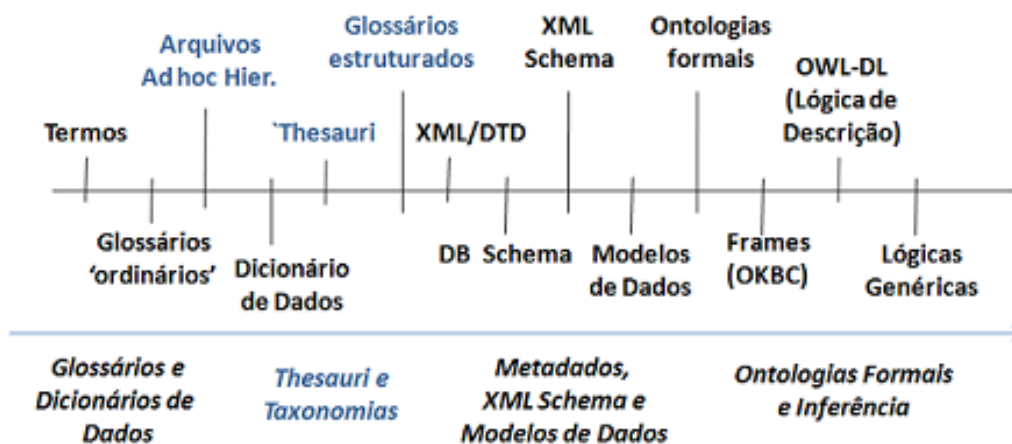 Arquivos
Ad hoc Hier.
Glossários
estruturados
XML
Schema
Ontologias
formais
OWL-DL
(Lógica de
Descrição)
Termos
`Thesauri
XML/DTD
Glossários
‘ordinários’
Dicionário
de Dados
DB Schema
Modelos
de Dados
Frames
(OKBC)
Lógicas
Genéricas
Glossários e
Dicionários de
Dados
Thesauri e
Taxonomias
Metadados,
XML Schema e
Modelos de Dados
Ontologias Formais
e Inferência